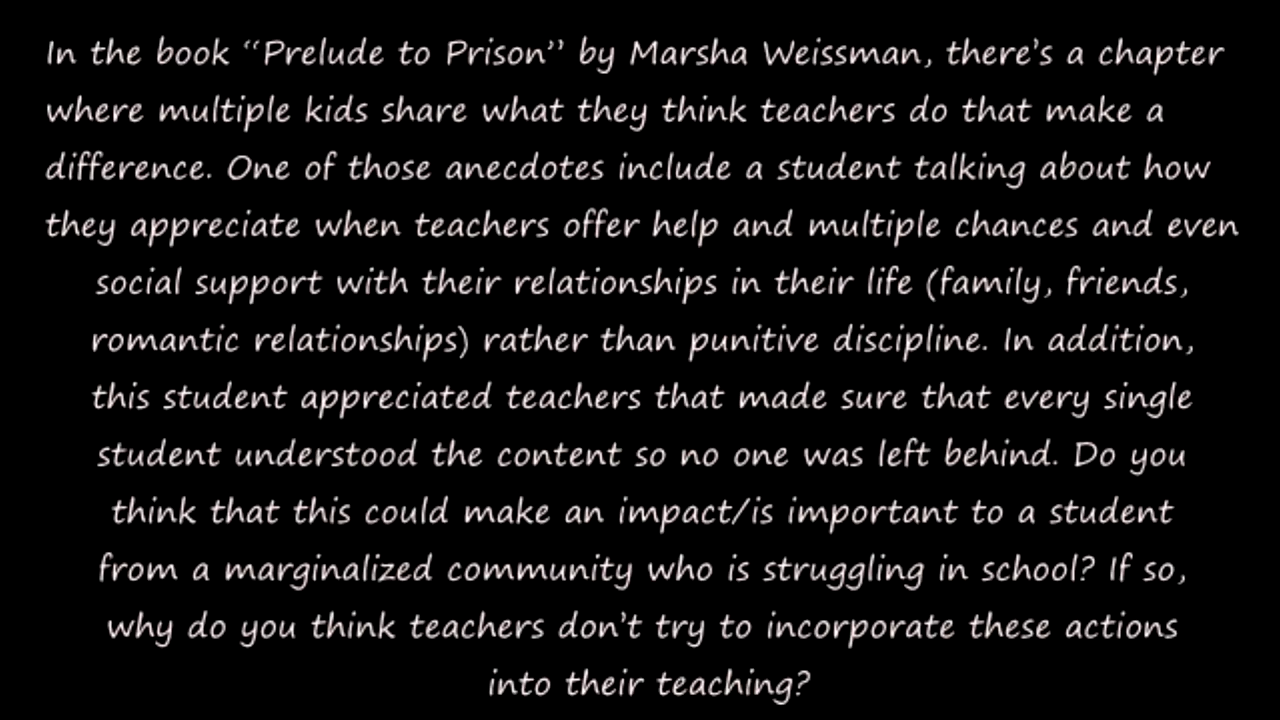 In the book “Prelude to Prison” by Marsha Weissman, there’s a chapter
where multiple kids share what they think teachers do that make a
difference. One of those anecdotes include a student talking about how
they appreciate when teachers offer help and multiple chances and even
social support with their relationships in their life (family, friends,
romantic relationships) rather than punitive discipline. In addition,
this student appreciated teachers that made sure that every single
student understood the content so no one was left behind. Do you
think that this could make an impact/is important to a student
from a marginalized community who is struggling in school? If so,
why do you think teachers don’t try to incorporate these actions
into their teaching?